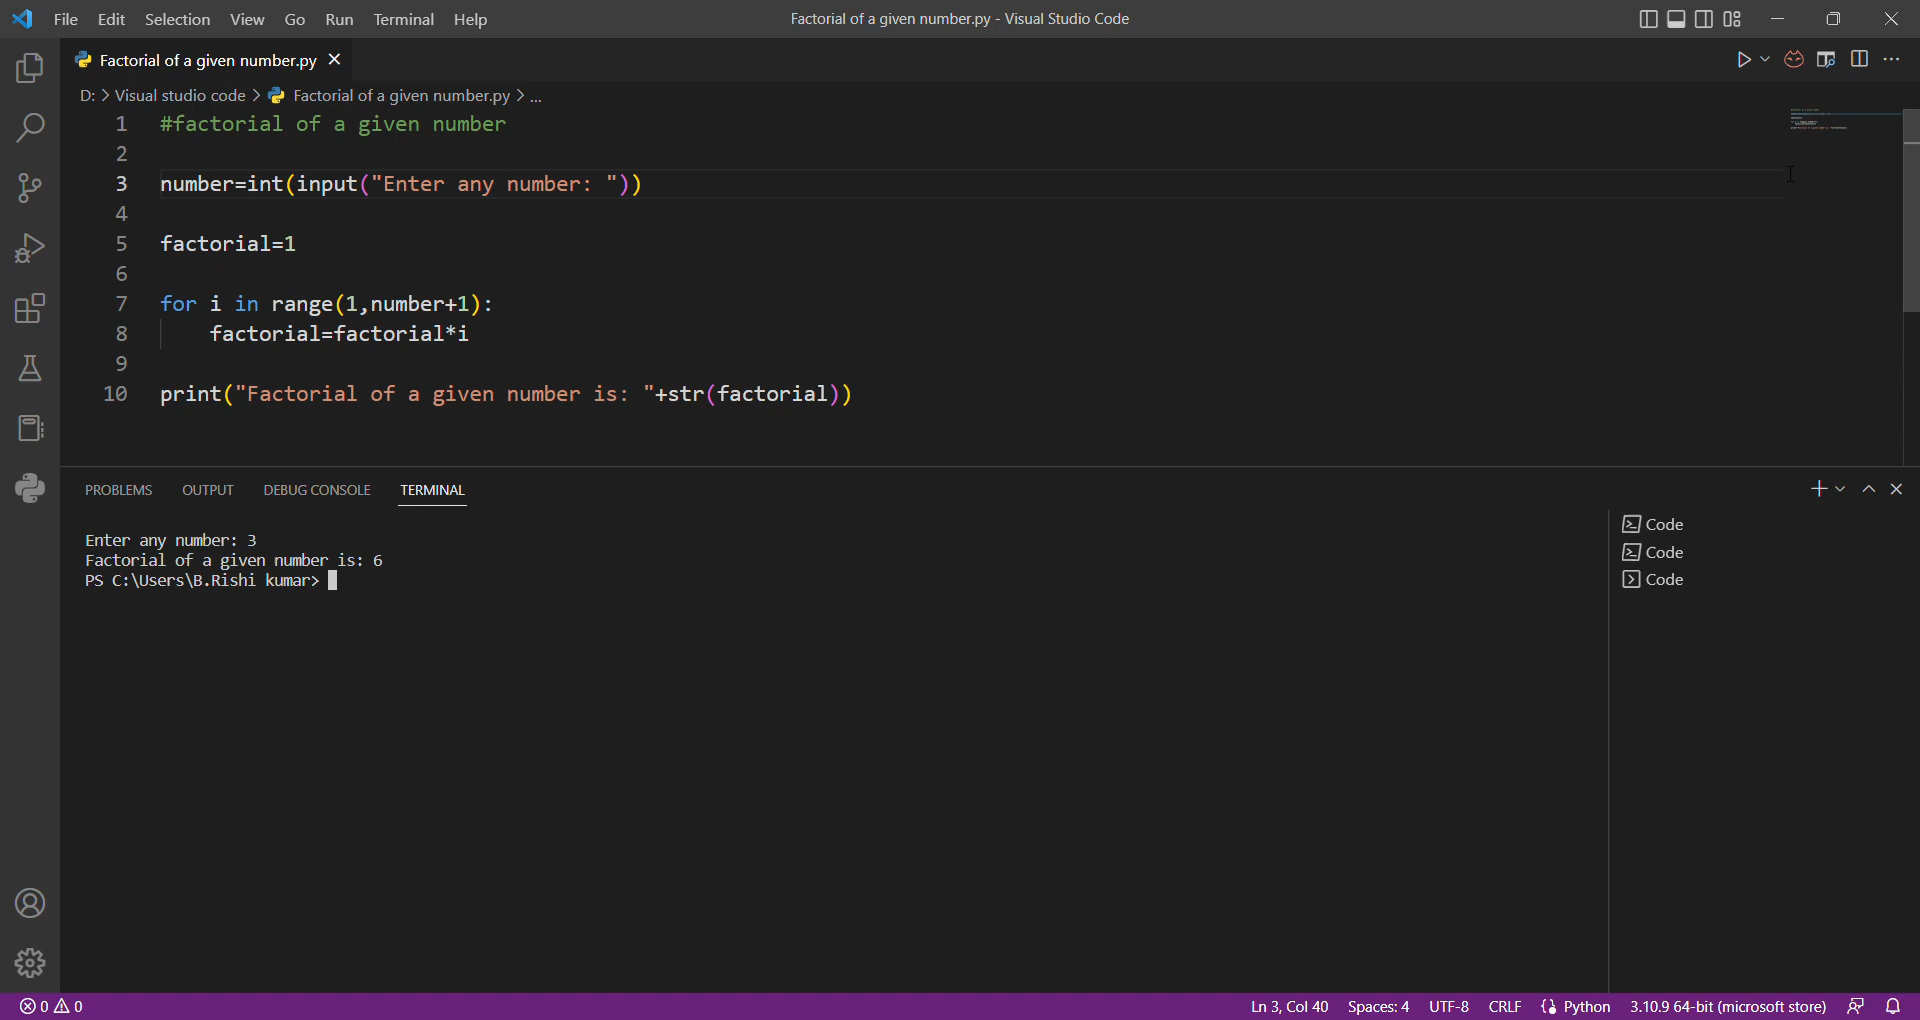 File Edit Selection View Go Run Terminal Help
Factorial of a given number.py - Visual Studio Code
Factorial of a given number.py
D: > Visual studio code > Factorial of a given number.py > ...
1 #factorial of a given number
2
3 number=int(input("Enter any number: "))
4
5 factorial=1
6
7 for i in range(1,number+1):
8 factorial=factorial*i
9
10 print("Factorial of a given number is: "+str(factorial))
PROBLEMS OUTPUT DEBUG CONSOLE TERMINAL
Enter any number: 3
Factorial of a given number is: 6
PS C:\Users\B.Rishi kumar>
Code
Code
Code
0 0 Ln 3, Col 40 Spaces: 4 UTF-8 CRLF Python 3.10.9 64-bit (microsoft store)